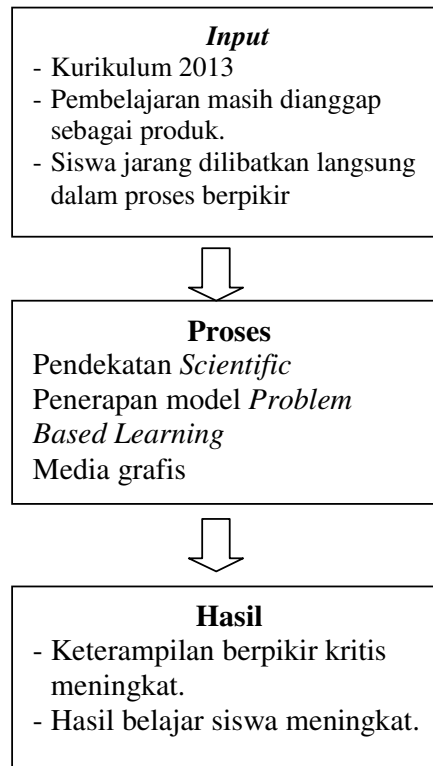 Input
- Kurikulum 2013
- Pembelajaran masih dianggap
sebagai produk.
- Siswa jarang dilibatkan langsung
dalam proses berpikir
Proses
Pendekatan Scientific
Penerapan model Problem
Based Learning
Media grafis
Hasil
- Keterampilan berpikir kritis
meningkat.
- Hasil belajar siswa meningkat.